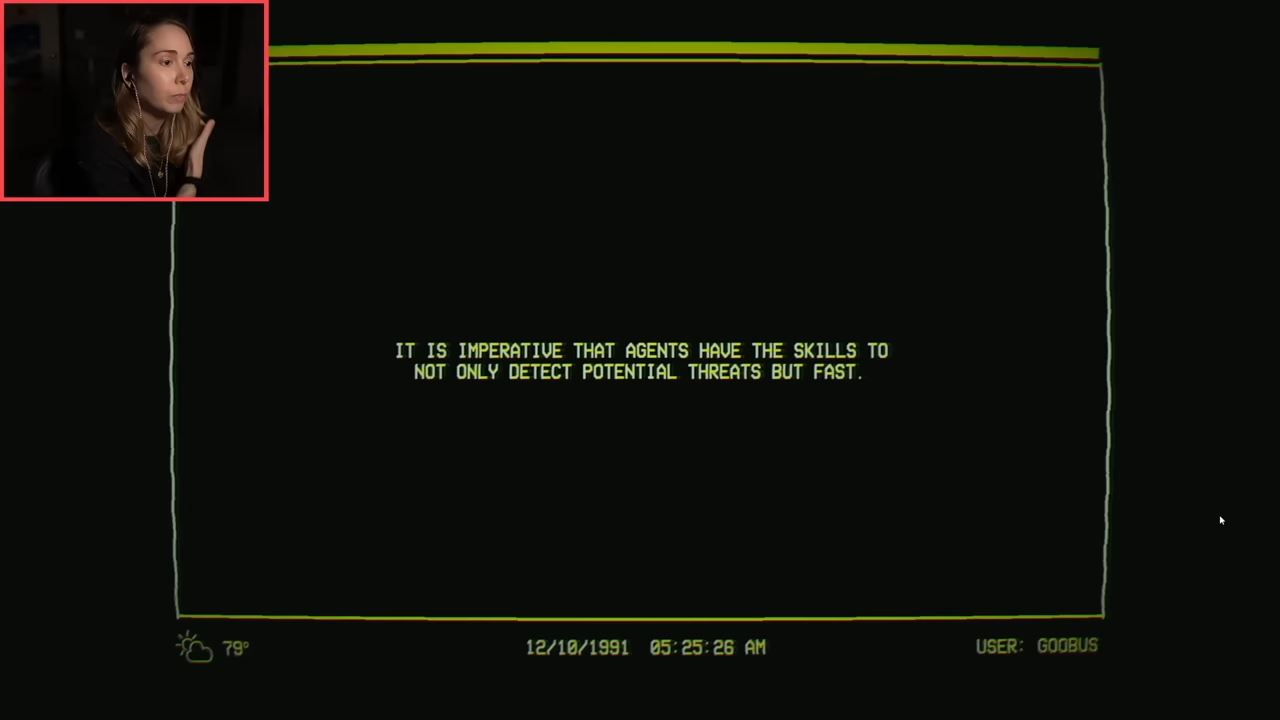 IT IS IMPERATIVE THAT AGENTS HAVE THE SKILLS TO
NOT ONLY DETECT POTENTIAL THREATS BUT FAST.
79°
12/10/1991 05:25:26 AM
USER: GOOBUS